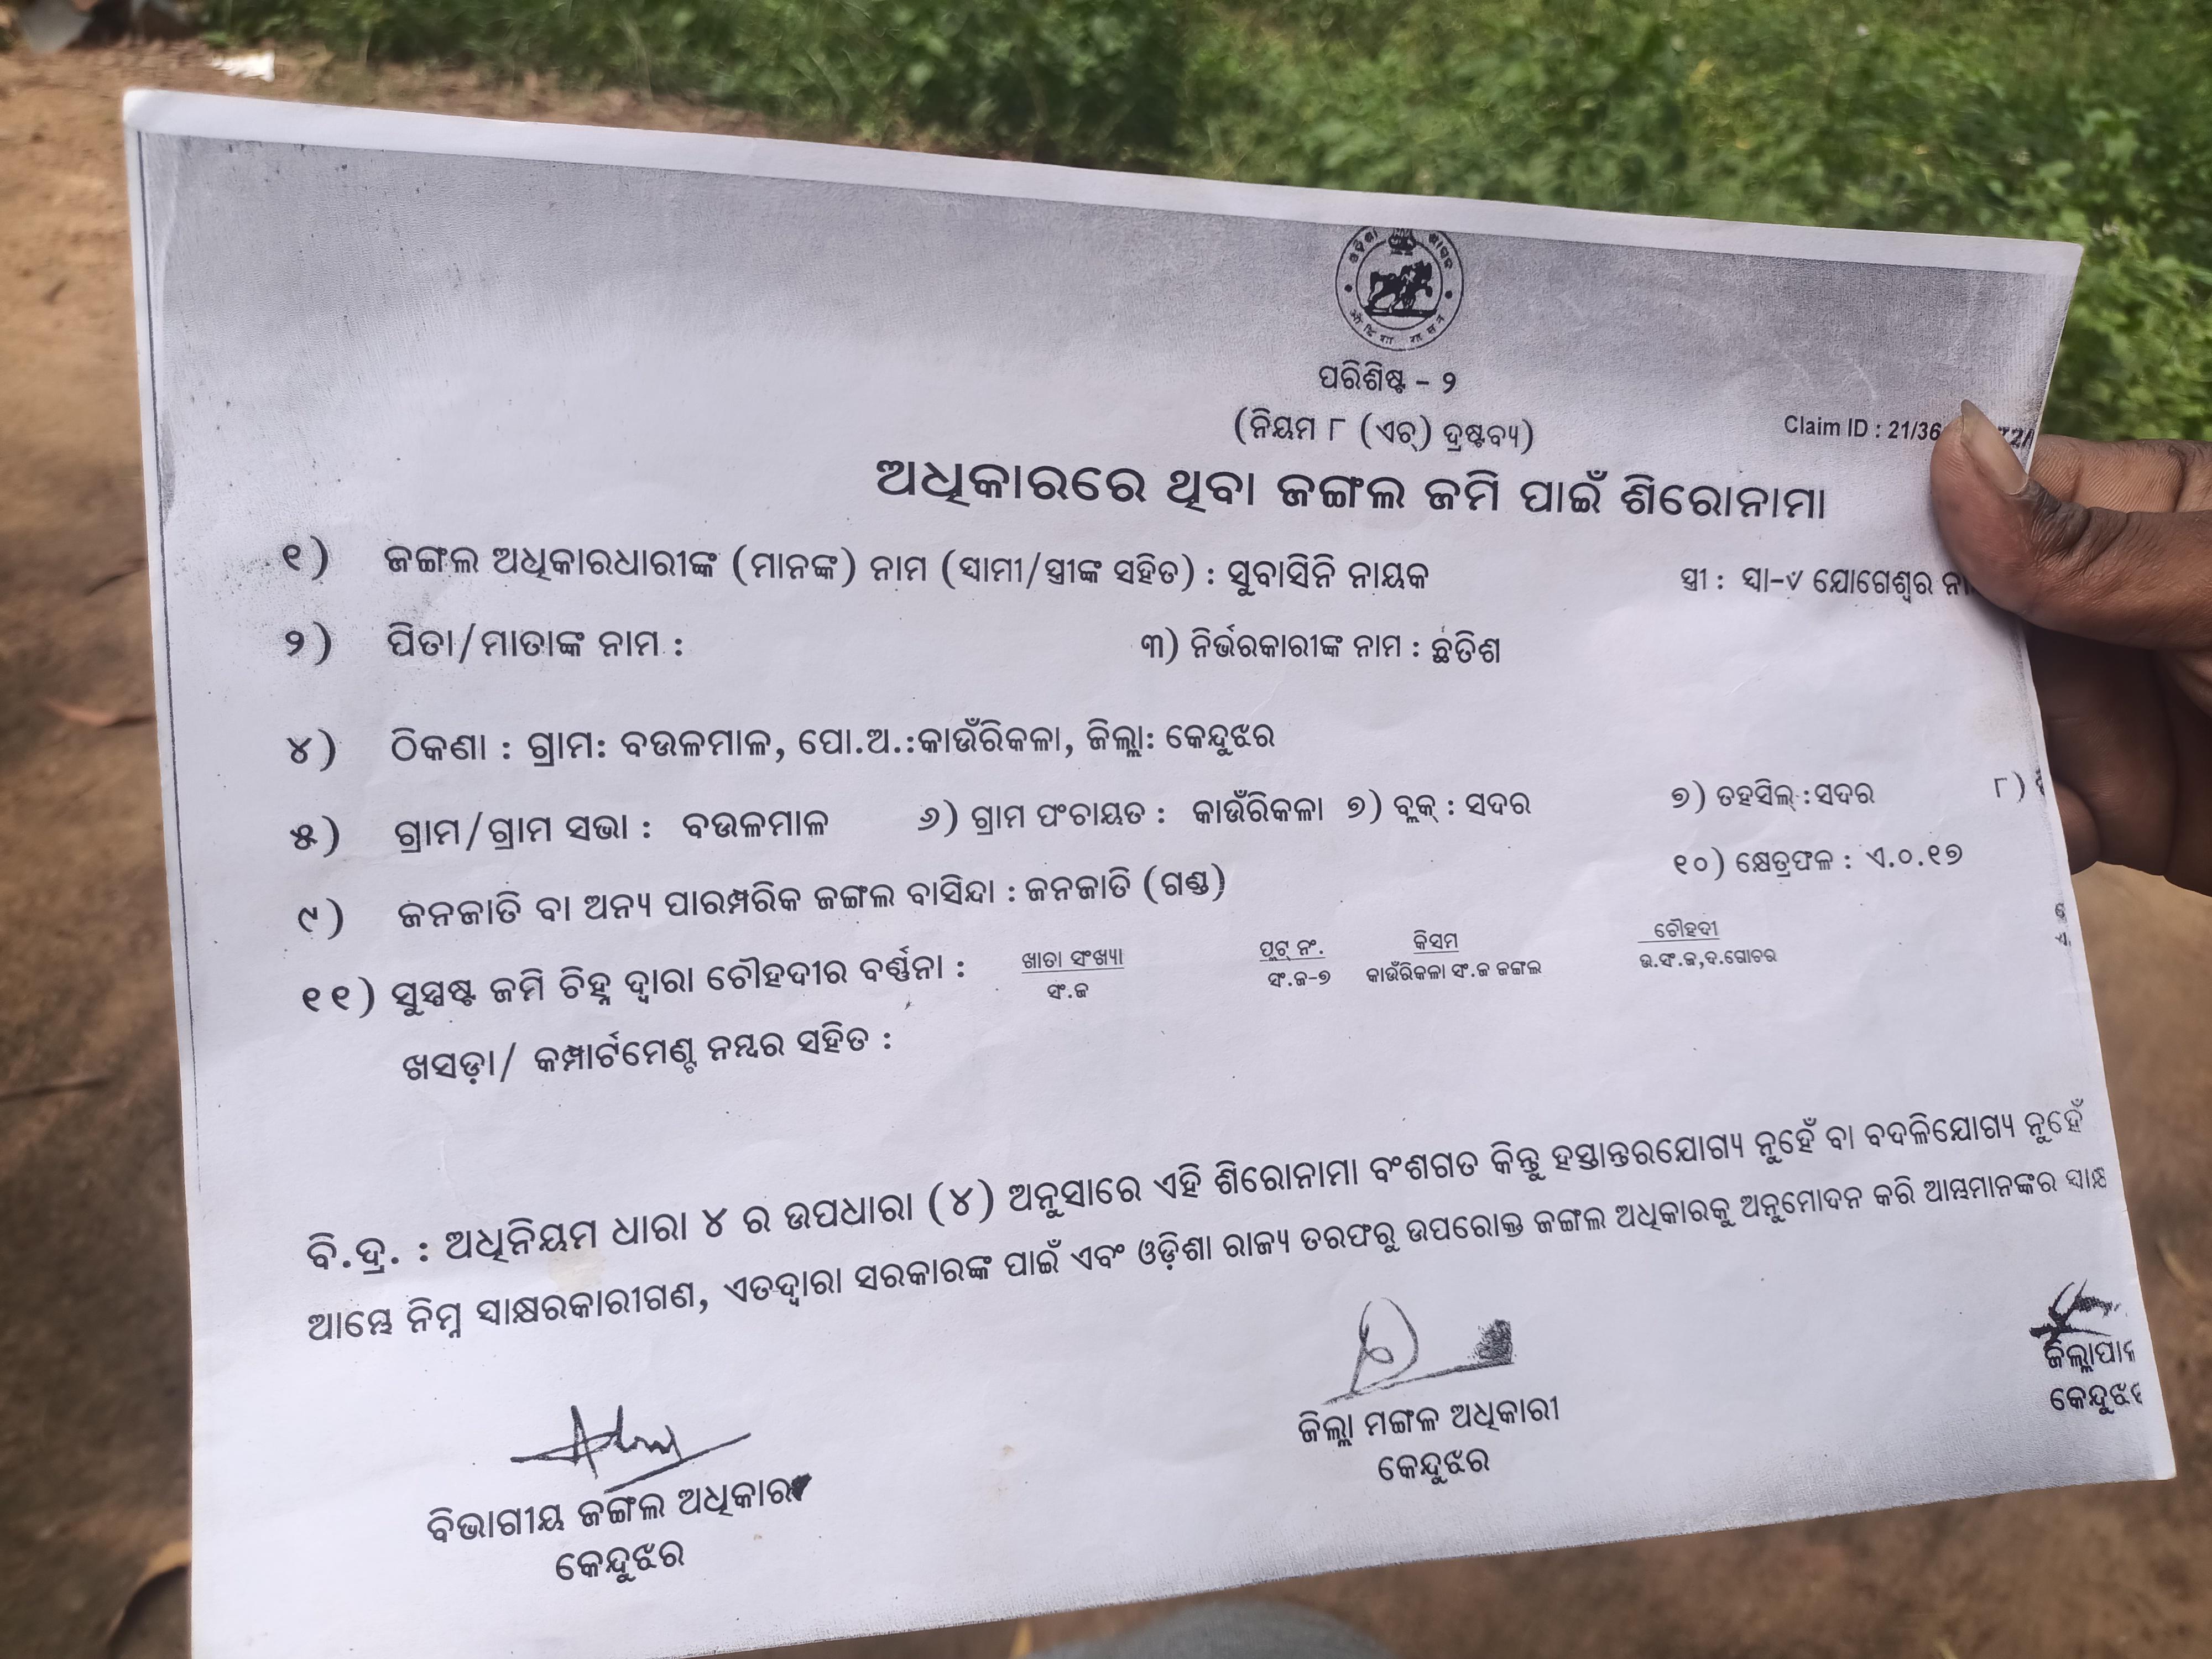 ପରିଶିଷ୍ଟ - ୨
(ନିୟମ ୮ (ଏଚ୍) ଦ୍ରଷ୍ଟବ୍ୟ)
Claim ID : 21/36
ଅଧିକାରରେ ଥିବା ଜଙ୍ଗଲ ଜମି ପାଇଁ ଶିରୋନାମା
୧) ଜଙ୍ଗଲ ଅଧିକାରଧାରୀଙ୍କ (ମାନଙ୍କ) ନାମ (ସ୍ୱାମୀ/ସ୍ତ୍ରୀଙ୍କ ସହିତ) : ସୁବାସିନି ନାୟକ ସ୍ତ୍ରୀ : ସ୍ୱା-୰ ଯୋଗେଶ୍ୱର
୨) ପିତା/ମାତାଙ୍କ ନାମ : ୩) ନିର୍ଭରକାରୀଙ୍କ ନାମ : ଛତିଶ
୪) ଠିକଣା : ଗ୍ରାମ: ବଉଳମାଳ, ପୋ.ଅ.:କାଉଁରିକଳା, ଜିଲ୍ଲା: କେନ୍ଦୁଝର
୫) ଗ୍ରାମ/ଗ୍ରାମ ସଭା : ବଉଳମାଳ ୬) ଗ୍ରାମ ପଂଚାୟତ : କାଉଁରିକଳା ୭) ବ୍ଲକ୍ : ସଦର ୭) ତହସିଲ୍ : ସଦର ୮)
୯) ଜନଜାତି ବା ଅନ୍ୟ ପାରମ୍ପରିକ ଜଙ୍ଗଲ ବାସିନ୍ଦା : ଜନଜାତି (ଗଣ୍ଡ) ୧୦) କ୍ଷେତ୍ରଫଳ : ଏ.୦.୧୭
୧୧) ସୁସ୍ପଷ୍ଟ ଜମି ଚିହ୍ନ ଦ୍ୱାରା ଚୌହଦୀର ବର୍ଣ୍ଣନା : ଖାତା ସଂଖ୍ୟା ପ୍ଲଟ୍ ନଂ. କିସମ ଚୌହଦୀ
ସଂ.ଜ ସଂ.ଜ-୭ କାଉଁରିକଳା ସଂ.ଜ ଜଙ୍ଗଲ ଉ.ସଂ.ଜ,ଦ.ଗୋଚର
ଖସଡ଼ା/ କମ୍ପାର୍ଟମେଣ୍ଟ ନମ୍ବର ସହିତ :
ବି.ଦ୍ର. : ଅଧିନିୟମ ଧାରା ୪ ର ଉପଧାରା (୪) ଅନୁସାରେ ଏହି ଶିରୋନାମା ବଂଶଗତ କିନ୍ତୁ ହସ୍ତାନ୍ତରଯୋଗ୍ୟ ନୁହେଁ ବା ବଦଳିଯୋଗ୍ୟ ନୁହେଁ
ଆମ୍ଭେ ନିମ୍ନ ସ୍ୱାକ୍ଷରକାରୀଗଣ, ଏତଦ୍ୱାରା ସରକାରଙ୍କ ପାଇଁ ଏବଂ ଓଡ଼ିଶା ରାଜ୍ୟ ତରଫରୁ ଉପରୋକ୍ତ ଜଙ୍ଗଲ ଅଧିକାରକୁ ଅନୁମୋଦନ କରି ଆମ୍ଭମାନଙ୍କର ସ୍ୱାକ୍ଷ
ବିଭାଗୀୟ ଜଙ୍ଗଲ ଅଧିକାରୀ
କେନ୍ଦୁଝର
ଜିଲ୍ଲା ମଙ୍ଗଳ ଅଧିକାରୀ
କେନ୍ଦୁଝର
ଜିଲ୍ଲାପା
କେନ୍ଦୁଝର